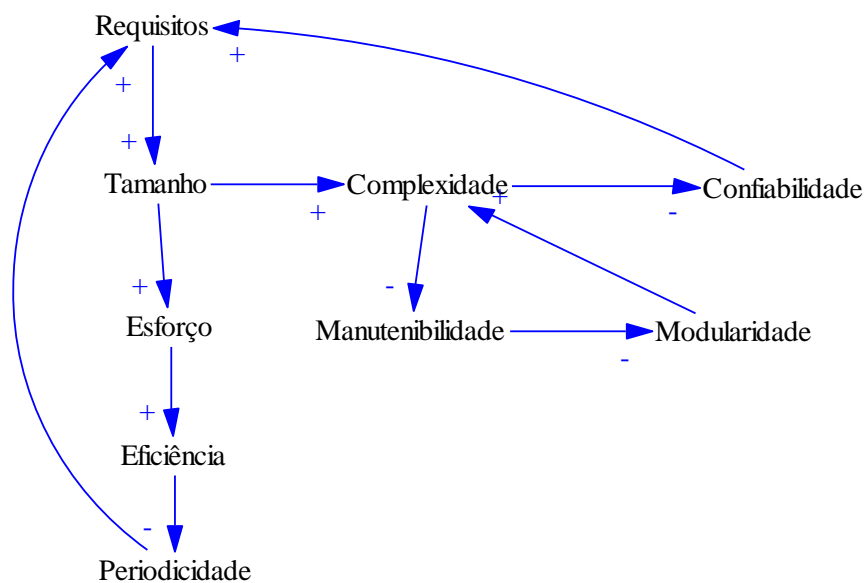 Requisitos
+
+
+
Tamanho
Complexidade
Confiabilidade
+
+
-
+
-
Esforço
Manutenibilidade
Modularidade
-
+
Eficiência
-
Periodicidade